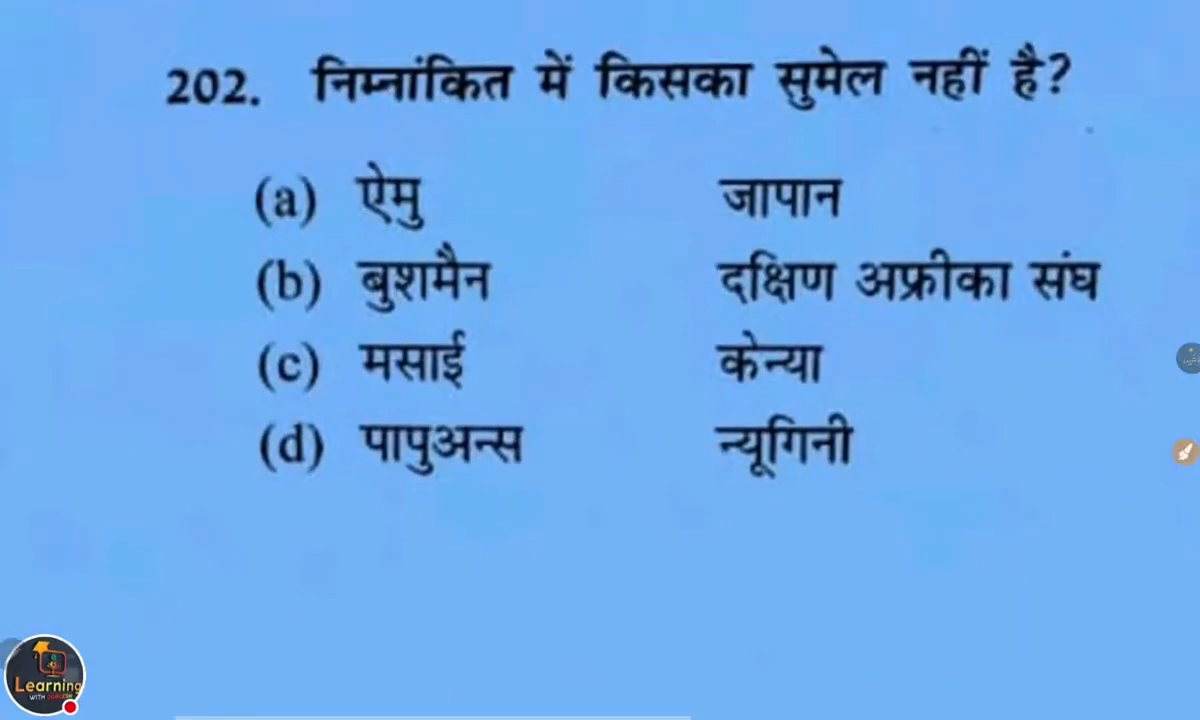 202. निम्नांकित में किसका सुमेल नहीं है?
(a) ऐमु जापान
(b) बुशमैन दक्षिण अफ्रीका संघ
(c) मसाई केन्या
(d) पापुअन्स न्यूगिनी
Learning